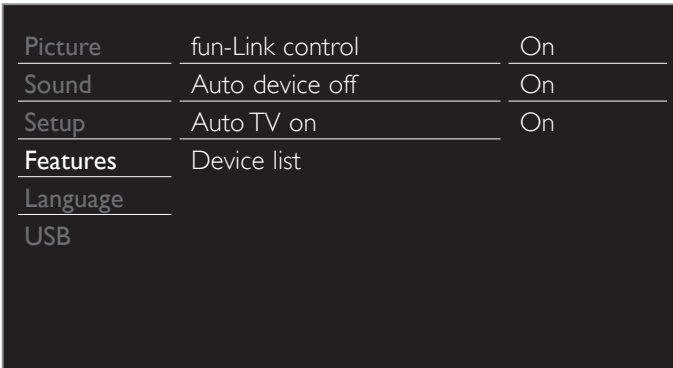 Picture fun-Link control On
Sound Auto device off On
Setup Auto TV on On
Features Device list
Language
USB